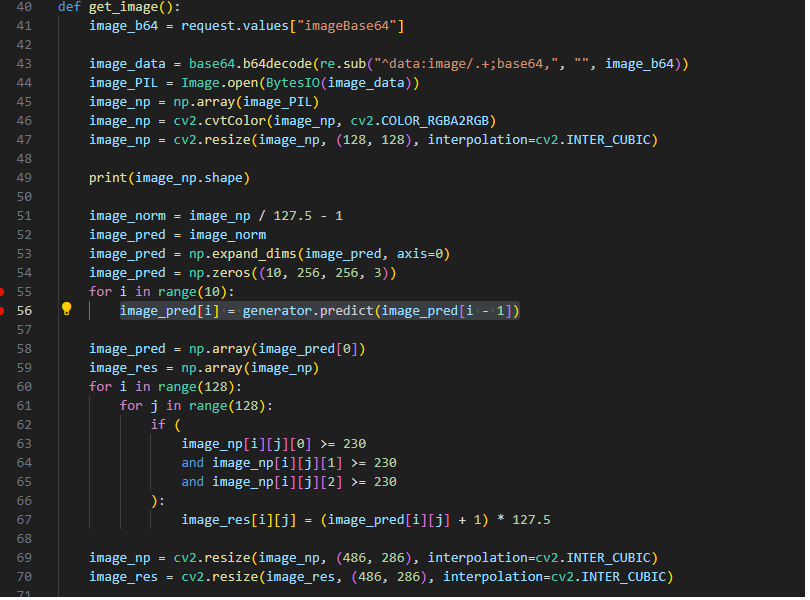 40 def get_image():
41     image_b64 = request.values["imageBase64"]
42
43     image_data = base64.b64decode(re.sub("^data:image/.+;base64,", "", image_b64))
44     image_PIL = Image.open(BytesIO(image_data))
45     image_np = np.array(image_PIL)
46     image_np = cv2.cvtColor(image_np, cv2.COLOR_RGBA2RGB)
47     image_np = cv2.resize(image_np, (128, 128), interpolation=cv2.INTER_CUBIC)
48
49     print(image_np.shape)
50
51     image_norm = image_np / 127.5 - 1
52     image_pred = image_norm
53     image_pred = np.expand_dims(image_pred, axis=0)
54     image_pred = np.zeros((10, 256, 256, 3))
55     for i in range(10):
56         image_pred[i] = generator.predict(image_pred[i - 1])
57
58     image_pred = np.array(image_pred[0])
59     image_res = np.array(image_np)
60     for i in range(128):
61         for j in range(128):
62             if (
63                 image_np[i][j][0] >= 230
64                 and image_np[i][j][1] >= 230
65                 and image_np[i][j][2] >= 230
66             ):
67                 image_res[i][j] = (image_pred[i][j] + 1) * 127.5
68
69     image_np = cv2.resize(image_np, (486, 286), interpolation=cv2.INTER_CUBIC)
70     image_res = cv2.resize(image_res, (486, 286), interpolation=cv2.INTER_CUBIC)
71